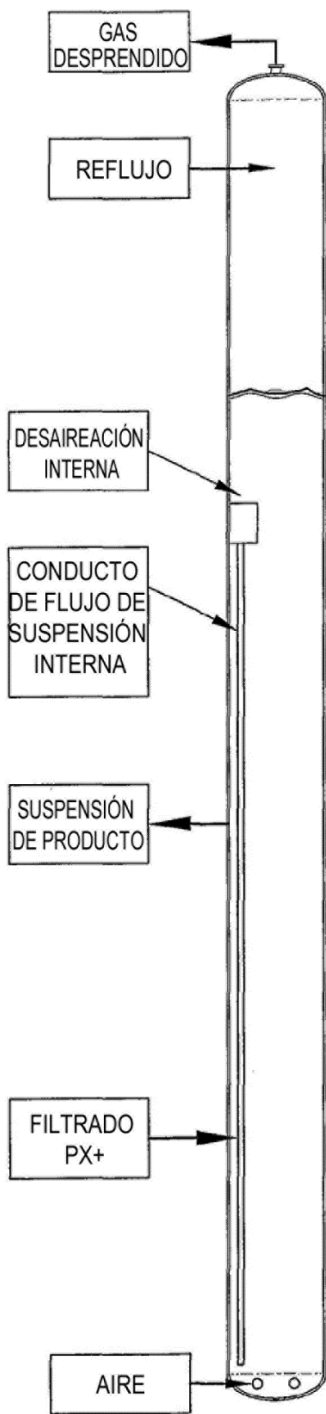 GAS
DESPRENDIDO
REFLUJO
DESAIREACIÓN
INTERNA
CONDUCTO
DE FLUJO DE
SUSPENSIÓN
INTERNA
SUSPENSIÓN
DE PRODUCTO
FILTRADO
PX+
AIRE